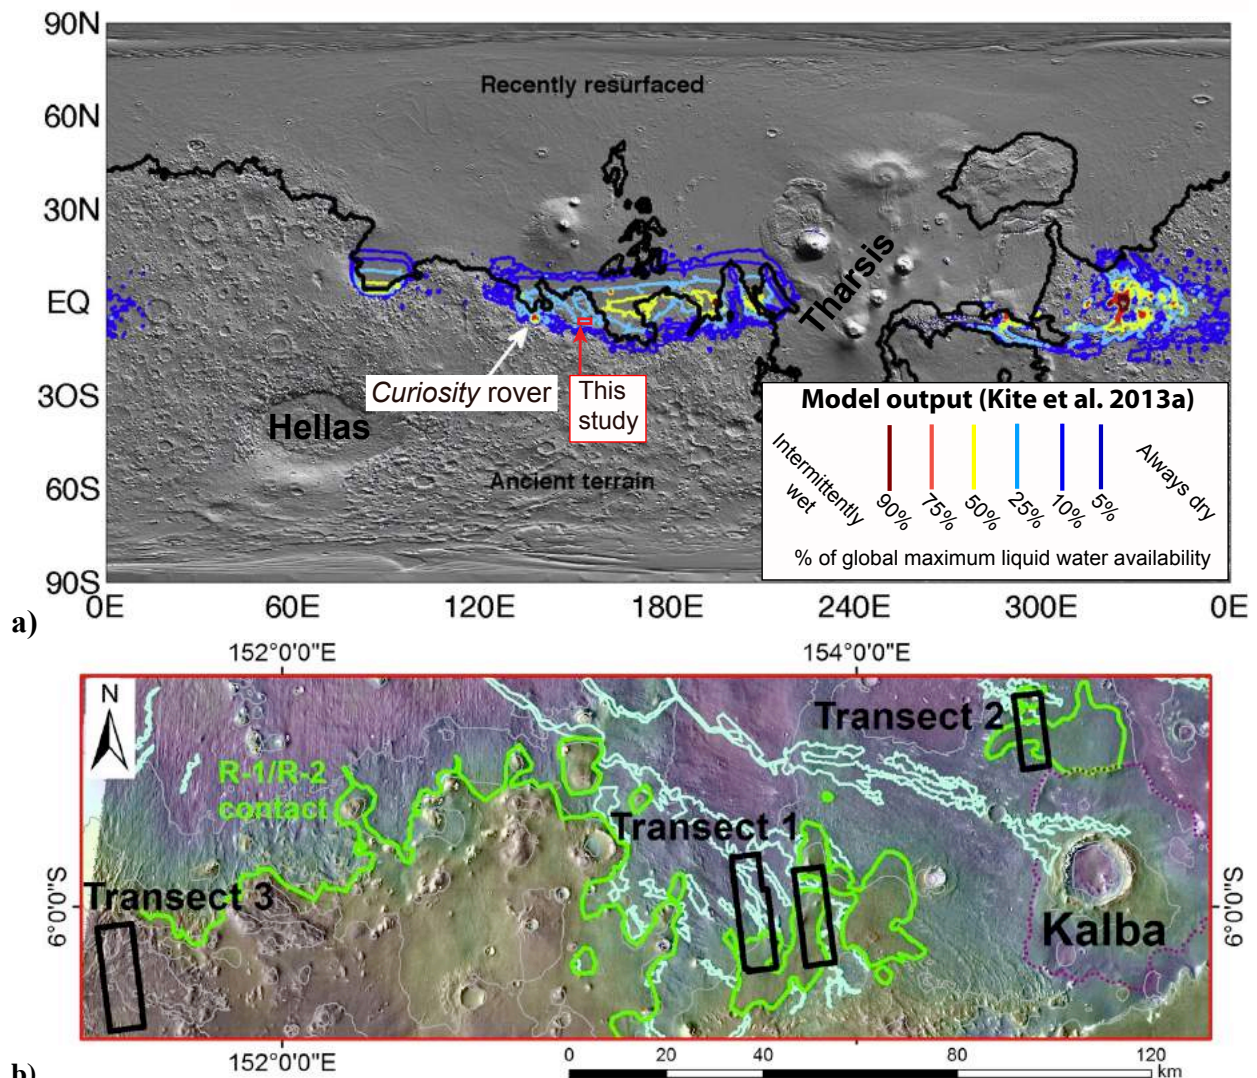 90N
60N
30N
EQ
3OS
60S
90S
Recently resurfaced
Tharsis
Curiosity rover
This
study
Hellas
Ancient terrain
Model output (Kite et al. 2013a)
Intermittently
wet
90%
75%
50%
25%
10%
5%
Always dry
% of global maximum liquid water availability
0E
60E
120E
180E
240E
300E
0E
a)
152°0'0"E
154°0'0"E
N
R-1/R-2
contact
Transect 2
Transect 1
Transect 3
Kalba
6°0'0"S
6°0'0"S
152°0'0"E
0
20
40
80
120
km
b)